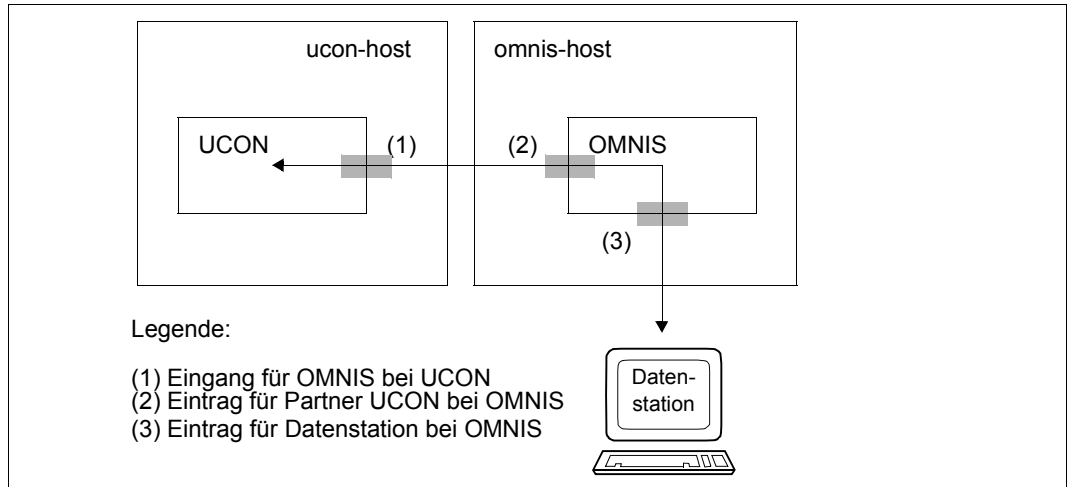 ucon-host
omnis-host
UCON
(1)
(2)
OMNIS
(3)
Legende:
(1) Eingang für OMNIS bei UCON
(2) Eintrag für Partner UCON bei OMNIS
(3) Eintrag für Datenstation bei OMNIS
Daten-
station